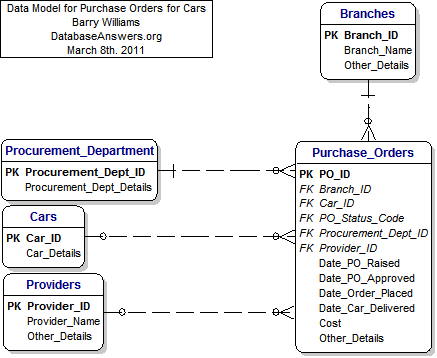 Data Model for Purchase Orders for Cars
Barry Williams
DatabaseAnswers.org
March 8th. 2011
Branches
PK Branch_ID
Branch_Name
Other_Details
Procurement_Department
PK Procurement_Dept_ID
Procurement_Dept_Details
Cars
PK Car_ID
Car_Details
Providers
PK Provider_ID
Provider_Name
Other_Details
Purchase_Orders
PK PO_ID
FK Branch_ID
FK Car_ID
FK PO_Status_Code
FK Procurement_Dept_ID
FK Provider_ID
Date_PO_Raised
Date_PO_Approved
Date_Order_Placed
Date_Car_Delivered
Cost
Other_Details